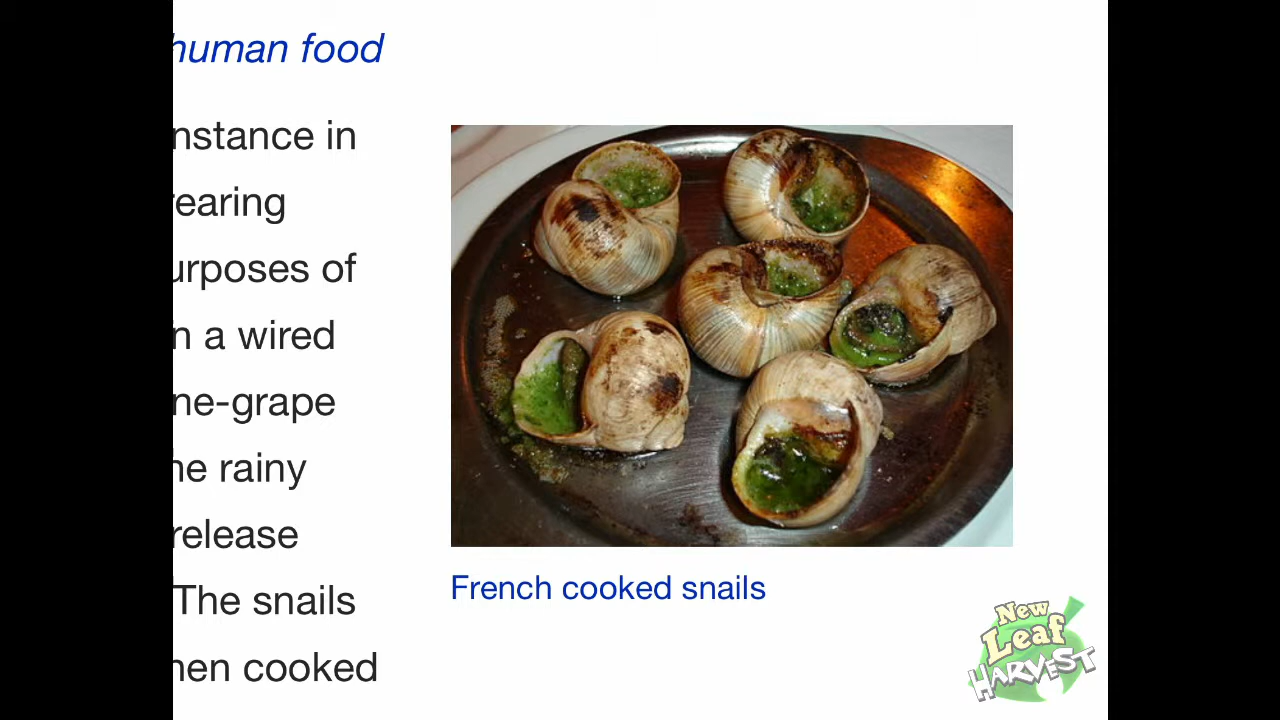 human food
nstance in
rearing
urposes of
n a wired
ne-grape
he rainy
release
The snails
hen cooked
French cooked snails
New
Leaf
HARVEST